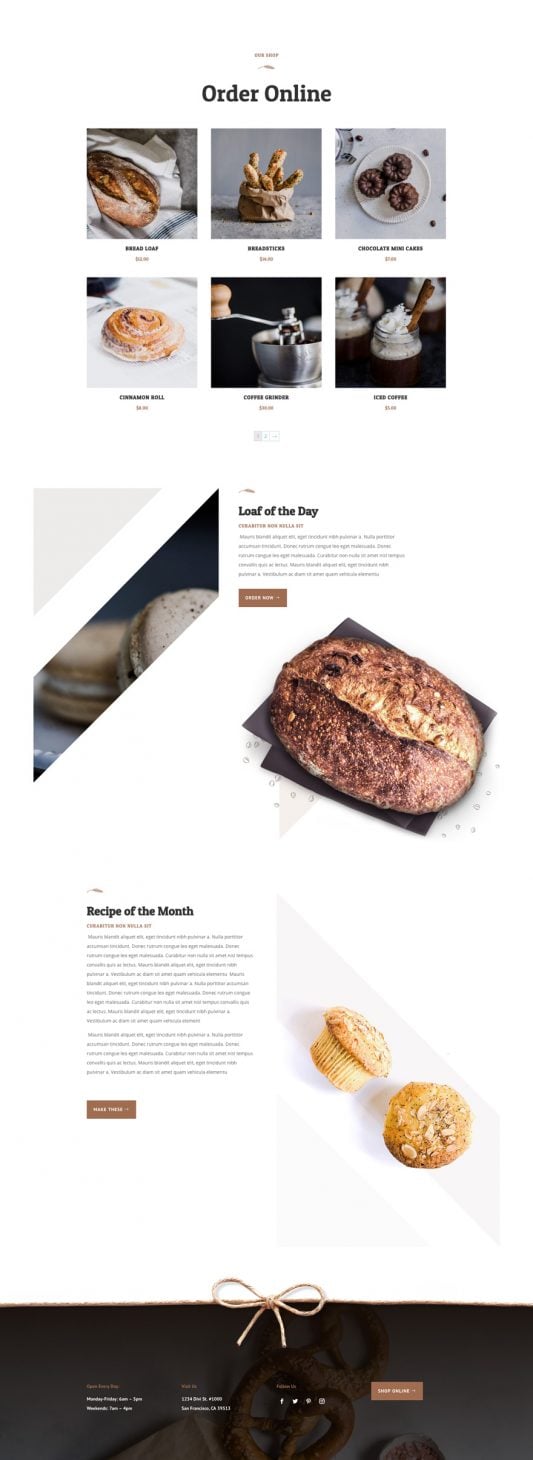 OUR SHOP
Order Online
BREAD LOAF
$12.00
BREADSTICKS
$14.00
CHOCOLATE MINI CAKES
$7.00
CINNAMON ROLL
$8.00
COFFEE GRINDER
$30.00
ICED COFFEE
$5.00
1 2 →
Loaf of the Day
CURABITUR NON NULLA SIT
Mauris blandit aliquet elit, eget tincidunt nibh pulvinar a. Nulla porttitor
accumsan tincidunt. Donec rutrum congue leo eget malesuada. Donec
rutrum congue leo eget malesuada. Curabitur non nulla sit amet nisl tempus
convallis quis ac lectus. Mauris blandit aliquet elit, eget tincidunt nibh
pulvinar a. Vestibulum ac diam sit amet quam vehicula elementu
ORDER NOW →
Recipe of the Month
CURABITUR NON NULLA SIT
Mauris blandit aliquet elit, eget tincidunt nibh pulvinar a. Nulla porttitor
accumsan tincidunt. Donec rutrum congue leo eget malesuada. Donec
rutrum congue leo eget malesuada. Curabitur non nulla sit amet nisl tempus
convallis quis ac lectus. Mauris blandit aliquet elit, eget tincidunt nibh
pulvinar a. Vestibulum ac diam sit amet quam vehicula elementu Mauris
blandit aliquet elit, eget tincidunt nibh pulvinar a. Nulla porttitor accumsan
tincidunt. Donec rutrum congue leo eget malesuada. Donec rutrum congue
leo eget malesuada. Curabitur non nulla sit amet nisl tempus convallis quis
ac lectus. Mauris blandit aliquet elit, eget tincidunt nibh pulvinar a.
Vestibulum ac diam sit amet quam vehicula element
Mauris blandit aliquet elit, eget tincidunt nibh pulvinar a. Nulla porttitor
accumsan tincidunt. Donec rutrum congue leo eget malesuada. Donec
rutrum congue leo eget malesuada. Curabitur non nulla sit amet nisl tempus
convallis quis ac lectus. Mauris blandit aliquet elit, eget tincidunt nibh
pulvinar a. Vestibulum ac diam sit amet quam vehicula elementu
MAKE THESE →
Open Every Day:
Monday-Friday: 6am – 5pm
Weekends: 7am – 4pm
Visit Us
1234 Divi St. #1000
San Francisco, CA 39513
Follow Us
SHOP ONLINE →